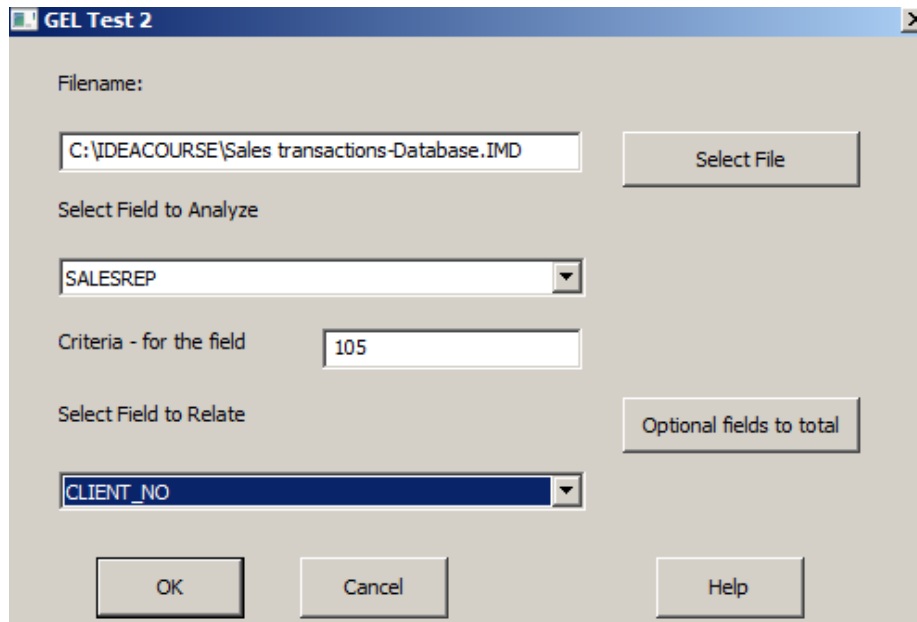 GEL Test 2
Filename:
C:\IDEACOURSE\Sales transactions-Database.IMD
Select File
Select Field to Analyze
SALESREP
Criteria - for the field
105
Select Field to Relate
Optional fields to total
CLIENT_NO
OK
Cancel
Help